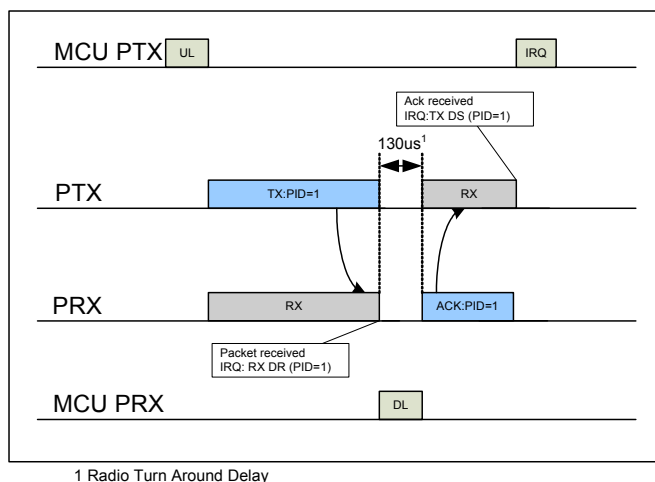 MCU PTX
UL
IRQ
Ack received
IRQ:TX DS (PID=1)
130us1
PTX
TX:PID=1
RX
PRX
RX
ACK:PID=1
Packet received
IRQ: RX DR (PID=1)
MCU PRX
DL
1 Radio Turn Around Delay